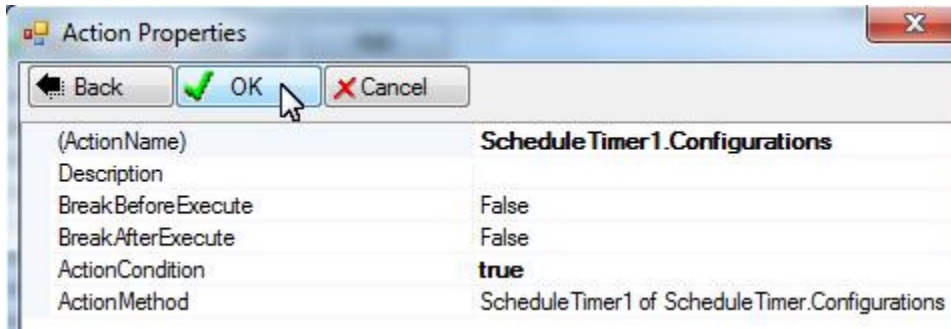 Action Properties
Back OK Cancel
(ActionName) ScheduleTimer1.Configurations
Description
BreakBeforeExecute False
BreakAfterExecute False
ActionCondition true
ActionMethod ScheduleTimer1 of ScheduleTimer.Configurations